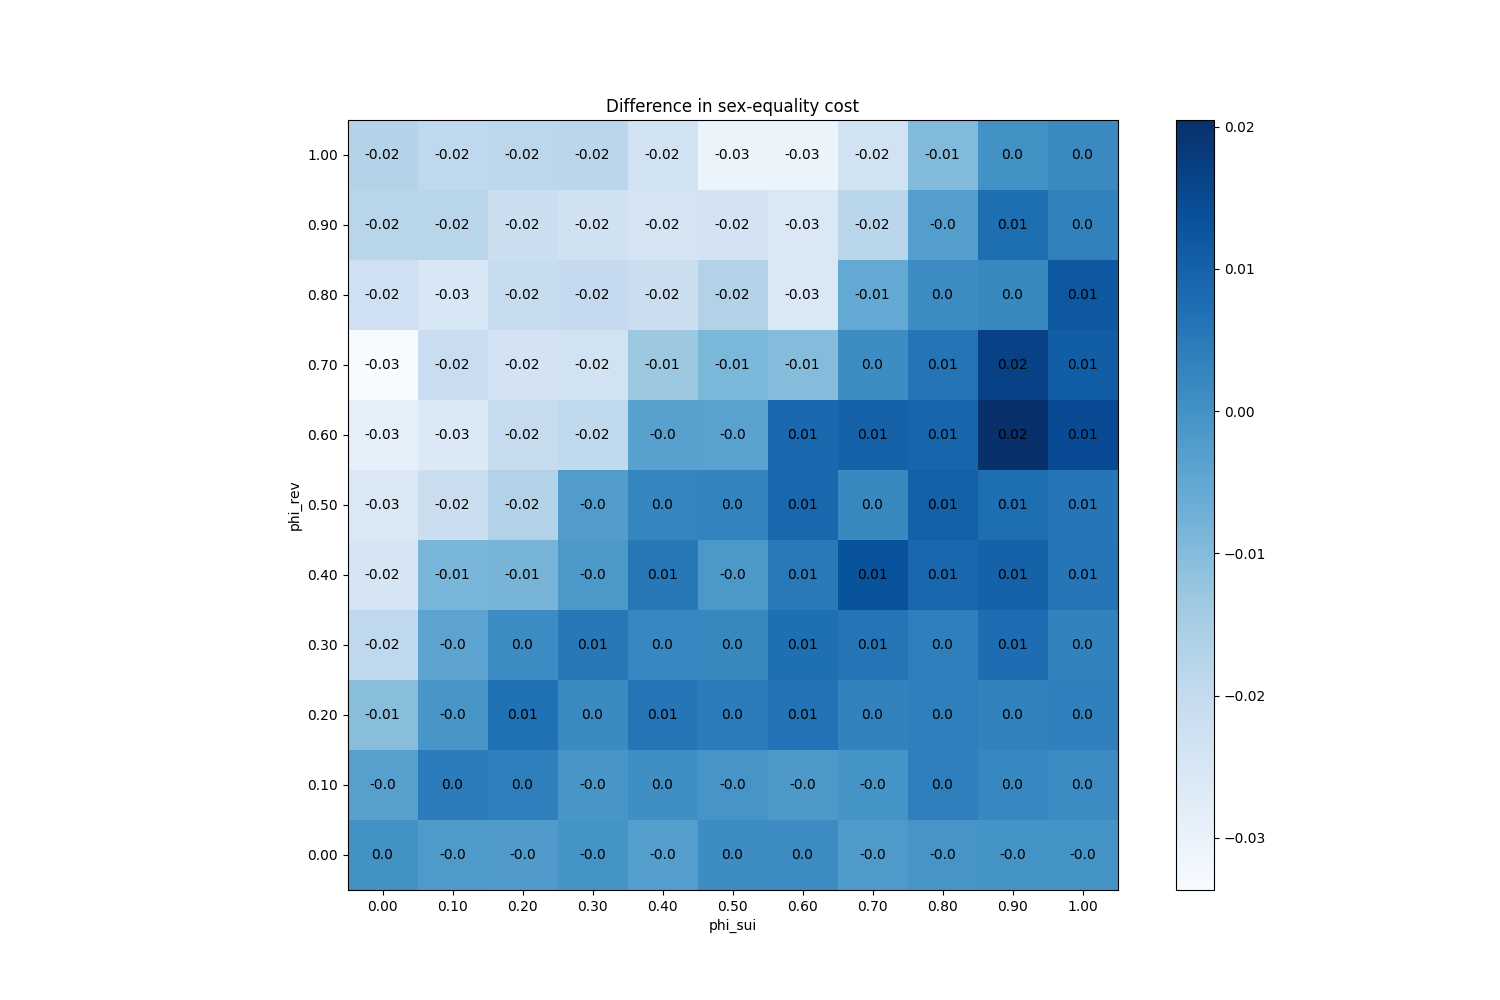 Difference in sex-equality cost
1.00 -0.02 -0.02 -0.02 -0.02 -0.02 -0.03 -0.03 -0.02 -0.01 0.0 0.0
0.90 -0.02 -0.02 -0.02 -0.02 -0.02 -0.02 -0.03 -0.02 -0.0 0.01 0.0
0.80 -0.02 -0.03 -0.02 -0.02 -0.02 -0.02 -0.03 -0.01 0.0 0.0 0.01
0.70 -0.03 -0.02 -0.02 -0.02 -0.01 -0.01 -0.01 0.0 0.01 0.02 0.01
0.60 -0.03 -0.03 -0.02 -0.02 -0.0 -0.0 0.01 0.01 0.01 0.02 0.01
0.50 -0.03 -0.02 -0.02 -0.0 0.0 0.0 0.01 0.0 0.01 0.01 0.01
0.40 -0.02 -0.01 -0.01 -0.0 0.01 -0.0 0.01 0.01 0.01 0.01 0.01
0.30 -0.02 -0.0 0.0 0.01 0.0 0.0 0.01 0.01 0.0 0.01 0.0
0.20 -0.01 -0.0 0.01 0.0 0.01 0.0 0.01 0.0 0.0 0.0 0.0
0.10 -0.0 0.0 0.0 -0.0 0.0 -0.0 -0.0 -0.0 0.0 0.0 0.0
0.00 0.0 -0.0 -0.0 -0.0 -0.0 0.0 0.0 -0.0 -0.0 -0.0 -0.0
0.00 0.10 0.20 0.30 0.40 0.50 0.60 0.70 0.80 0.90 1.00
phi_sui
phi_rev
0.02
0.01
0.00
−0.01
−0.02
−0.03